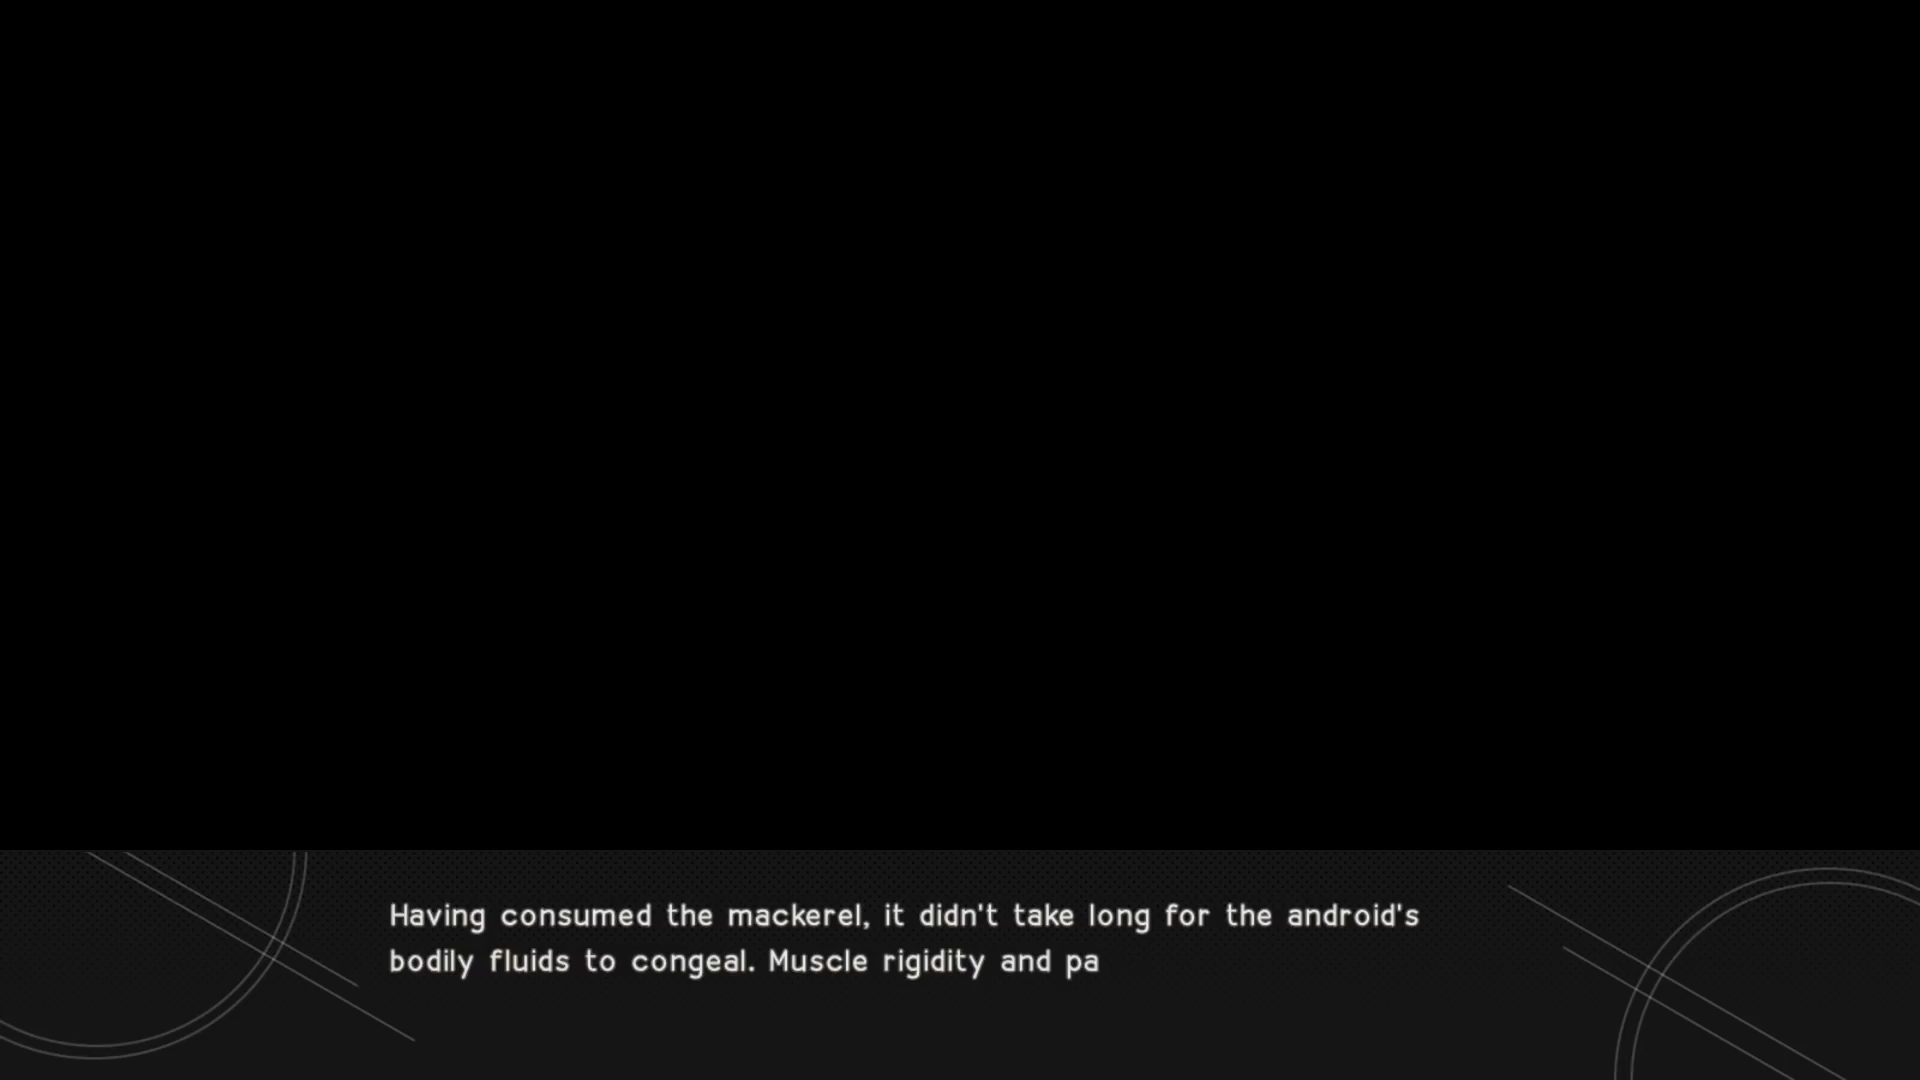 Having consumed the mackerel, it didn't take long for the android's
bodily fluids to congeal. Muscle rigidity and pa